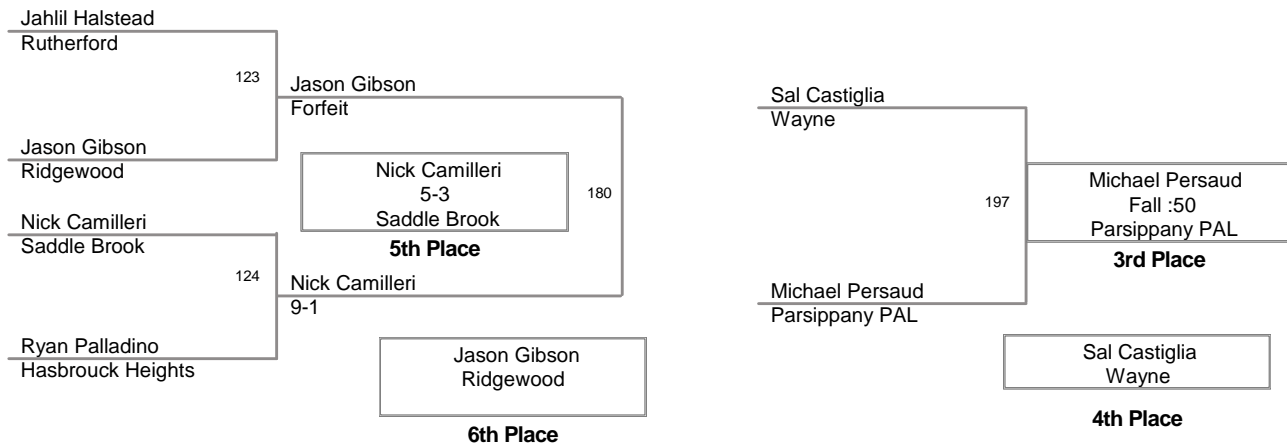 Jahlil Halstead
Rutherford
123
Jason Gibson
Forfeit
Jason Gibson
Ridgewood
Nick Camilleri
5-3
Saddle Brook
5th Place
180
Nick Camilleri
Saddle Brook
124
Nick Camilleri
9-1
Ryan Palladino
Hasbrouck Heights
Jason Gibson
Ridgewood
6th Place
Sal Castiglia
Wayne
197
Michael Persaud
Fall :50
Parsippany PAL
3rd Place
Michael Persaud
Parsippany PAL
Sal Castiglia
Wayne
4th Place